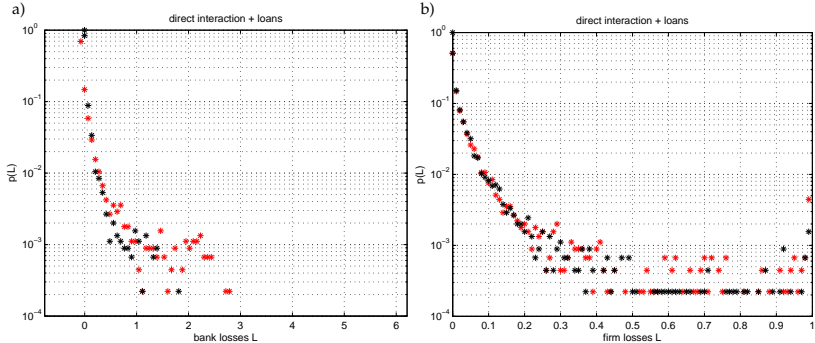 a)
direct interaction + loans
10^0
10^-1
10^-2
10^-3
10^-4
p(L)
0 1 2 3 4 5 6
bank losses L
b)
direct interaction + loans
10^0
10^-1
10^-2
10^-3
10^-4
p(L)
0 0.1 0.2 0.3 0.4 0.5 0.6 0.7 0.8 0.9 1
firm losses L